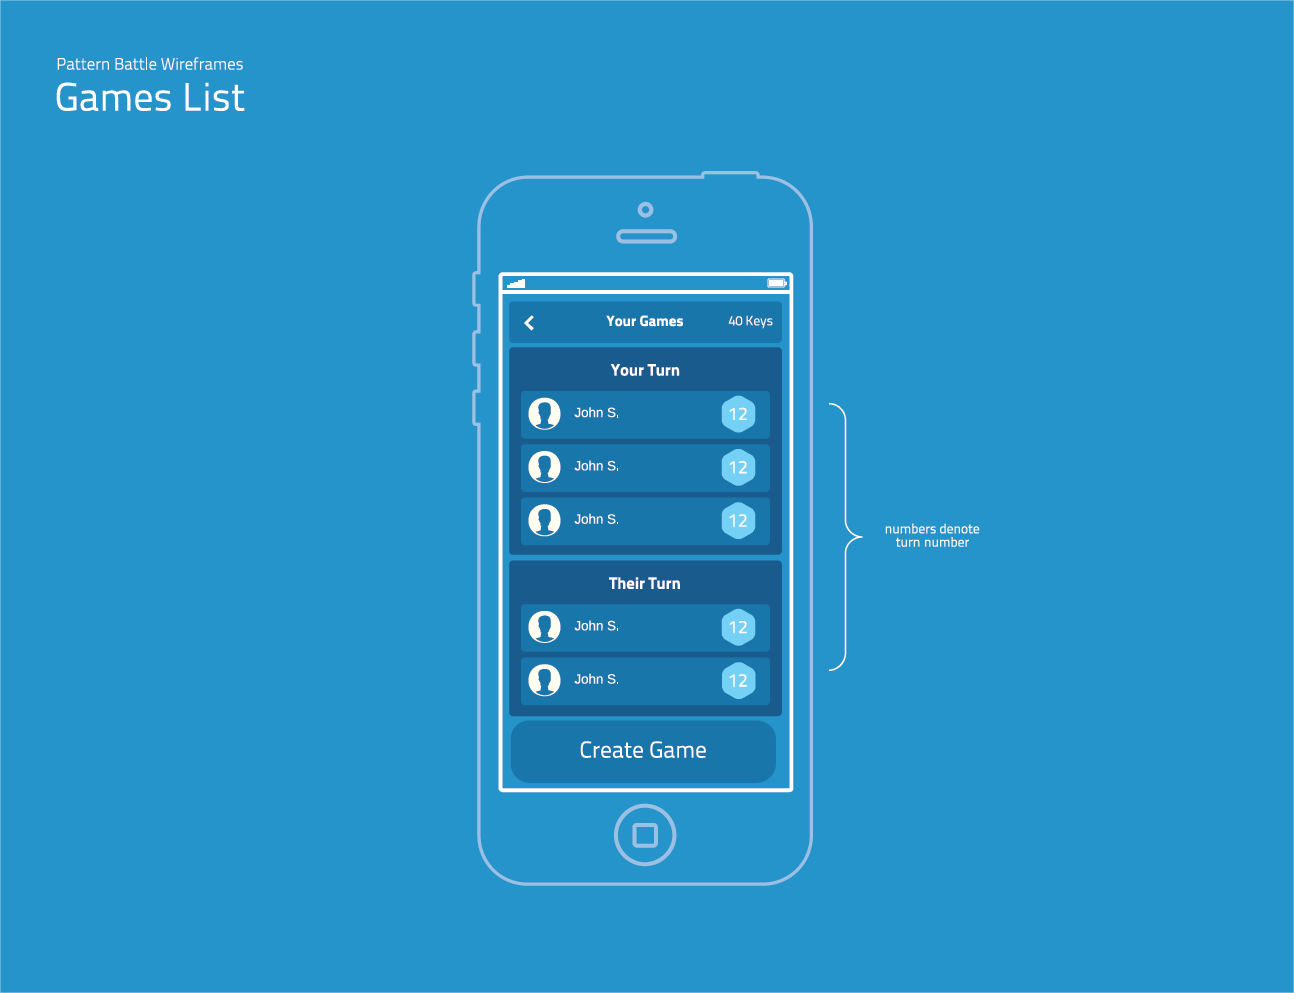 Pattern Battle Wireframes
Games List
Your Games
40 Keys
Your Turn
John S.
12
John S.
12
John S.
12
Their Turn
John S.
12
John S.
12
Create Game
numbers denote
turn number